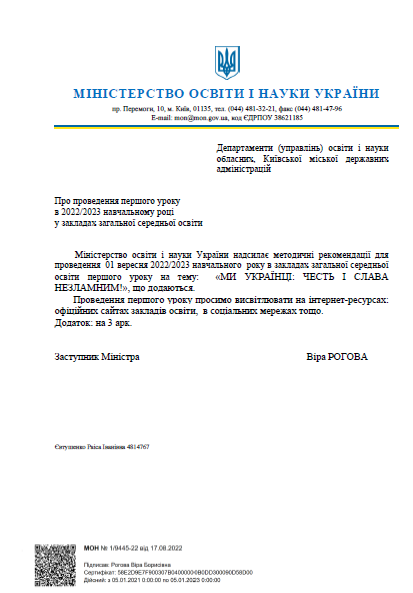 МІНІСТЕРСТВО ОСВІТИ І НАУКИ УКРАЇНИ
пр. Перемоги, 10, м. Київ, 01135, тел. (044) 481-32-21, факс (044) 481-47-96
E-mail: mon@mon.gov.ua, код ЄДРПОУ 38621185
Департаменти (управлінь) освіти і науки
обласних, Київської міської державних
адміністрацій
Про проведення першого уроку
в 2022/2023 навчальному році
у закладах загальної середньої освіти
Міністерство освіти і науки України надсилає методичні рекомендації для
проведення 01 вересня 2022/2023 навчального року в закладах загальної середньої
освіти першого уроку на тему: «МИ УКРАЇНЦІ: ЧЕСТЬ І СЛАВА
НЕЗЛАМНИМ!», що додаються.
Проведення першого уроку просимо висвітлювати на інтернет-ресурсах:
офіційних сайтах закладів освіти, в соціальних мережах тощо.
Додаток: на 3 арк.
Заступник Міністра Віра РОГОВА
Євтушенко Раїса Іванівна 4814767
МОН № 1/9445-22 від 17.08.2022
Підписав: Рогова Віра Борисівна
Сертифікат: 58E2D9E7F900307B04000000B0DD300090D58D00
Дійсний: з 05.01.2021 0:00:00 по 05.01.2023 0:00:00